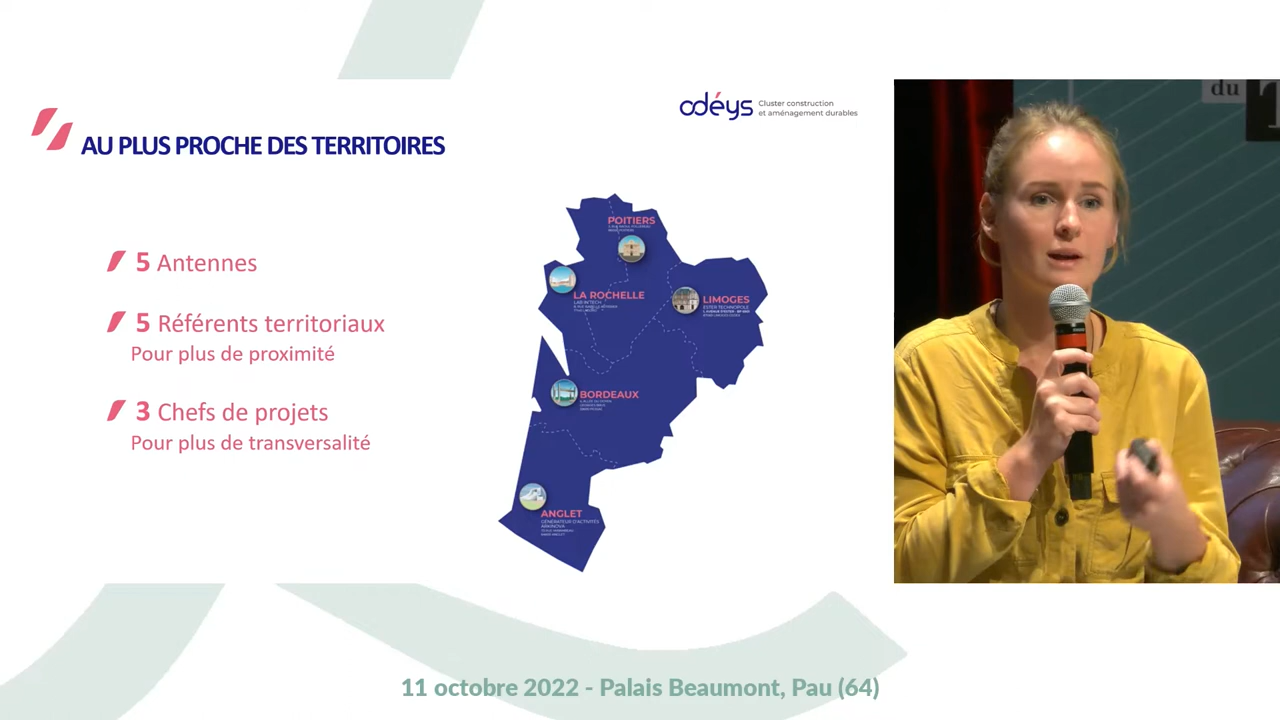 odéys
Cluster construction
et aménagement durables
AU PLUS PROCHE DES TERRITOIRES
5 Antennes
5 Référents territoriaux
Pour plus de proximité
3 Chefs de projets
Pour plus de transversalité
POITIERS
LA ROCHELLE
LIMOGES
ESTER TECHNOPOLE
BORDEAUX
ANGLET
GÉNÉRATEUR D'ACTIVITÉS
ARKINOVA
du
11 octobre 2022 - Palais Beaumont, Pau (64)